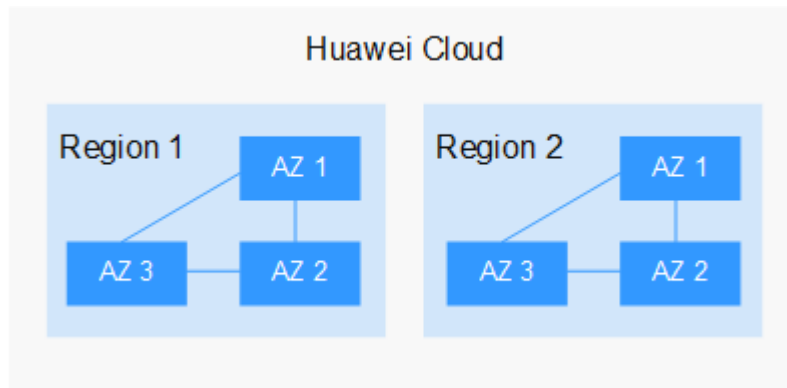 Huawei Cloud
Region 1
AZ 1
AZ 3
AZ 2
Region 2
AZ 1
AZ 3
AZ 2